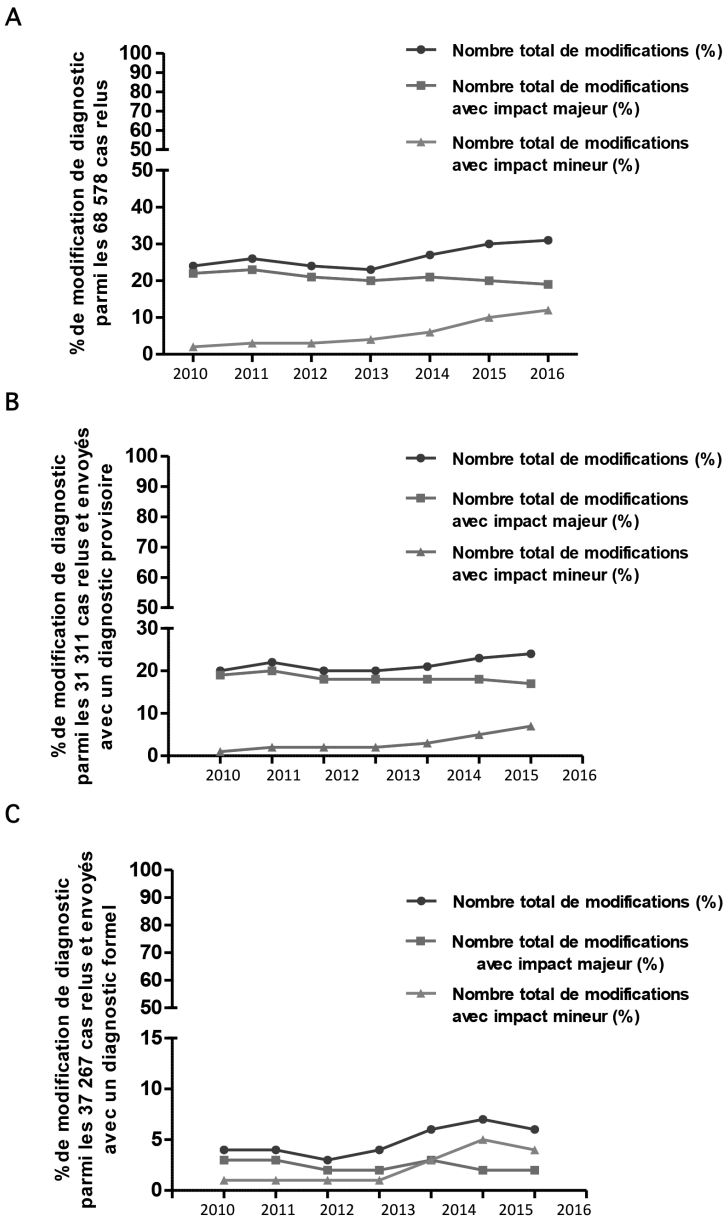 A
% de modification de diagnostic
parmi les 68 578 cas relus
100
90
80
70
60
50
50
40
30
20
10
0
2010 2011 2012 2013 2014 2015 2016
Nombre total de modifications (%)
Nombre total de modifications
avec impact majeur (%)
Nombre total de modifications
avec impact mineur (%)
B
% de modification de diagnostic
parmi les 31 311 cas relus et envoyés
avec un diagnostic provisoire
100
90
80
70
60
50
30
20
10
0
2010 2011 2012 2013 2014 2015 2016
Nombre total de modifications (%)
Nombre total de modifications
avec impact majeur (%)
Nombre total de modifications
avec impact mineur (%)
C
% de modification de diagnostic
parmi les 37 267 cas relus et envoyés
avec un diagnostic formel
100
90
80
70
60
50
15
10
5
0
2010 2011 2012 2013 2014 2015 2016
Nombre total de modifications (%)
Nombre total de modifications
avec impact majeur (%)
Nombre total de modifications
avec impact mineur (%)